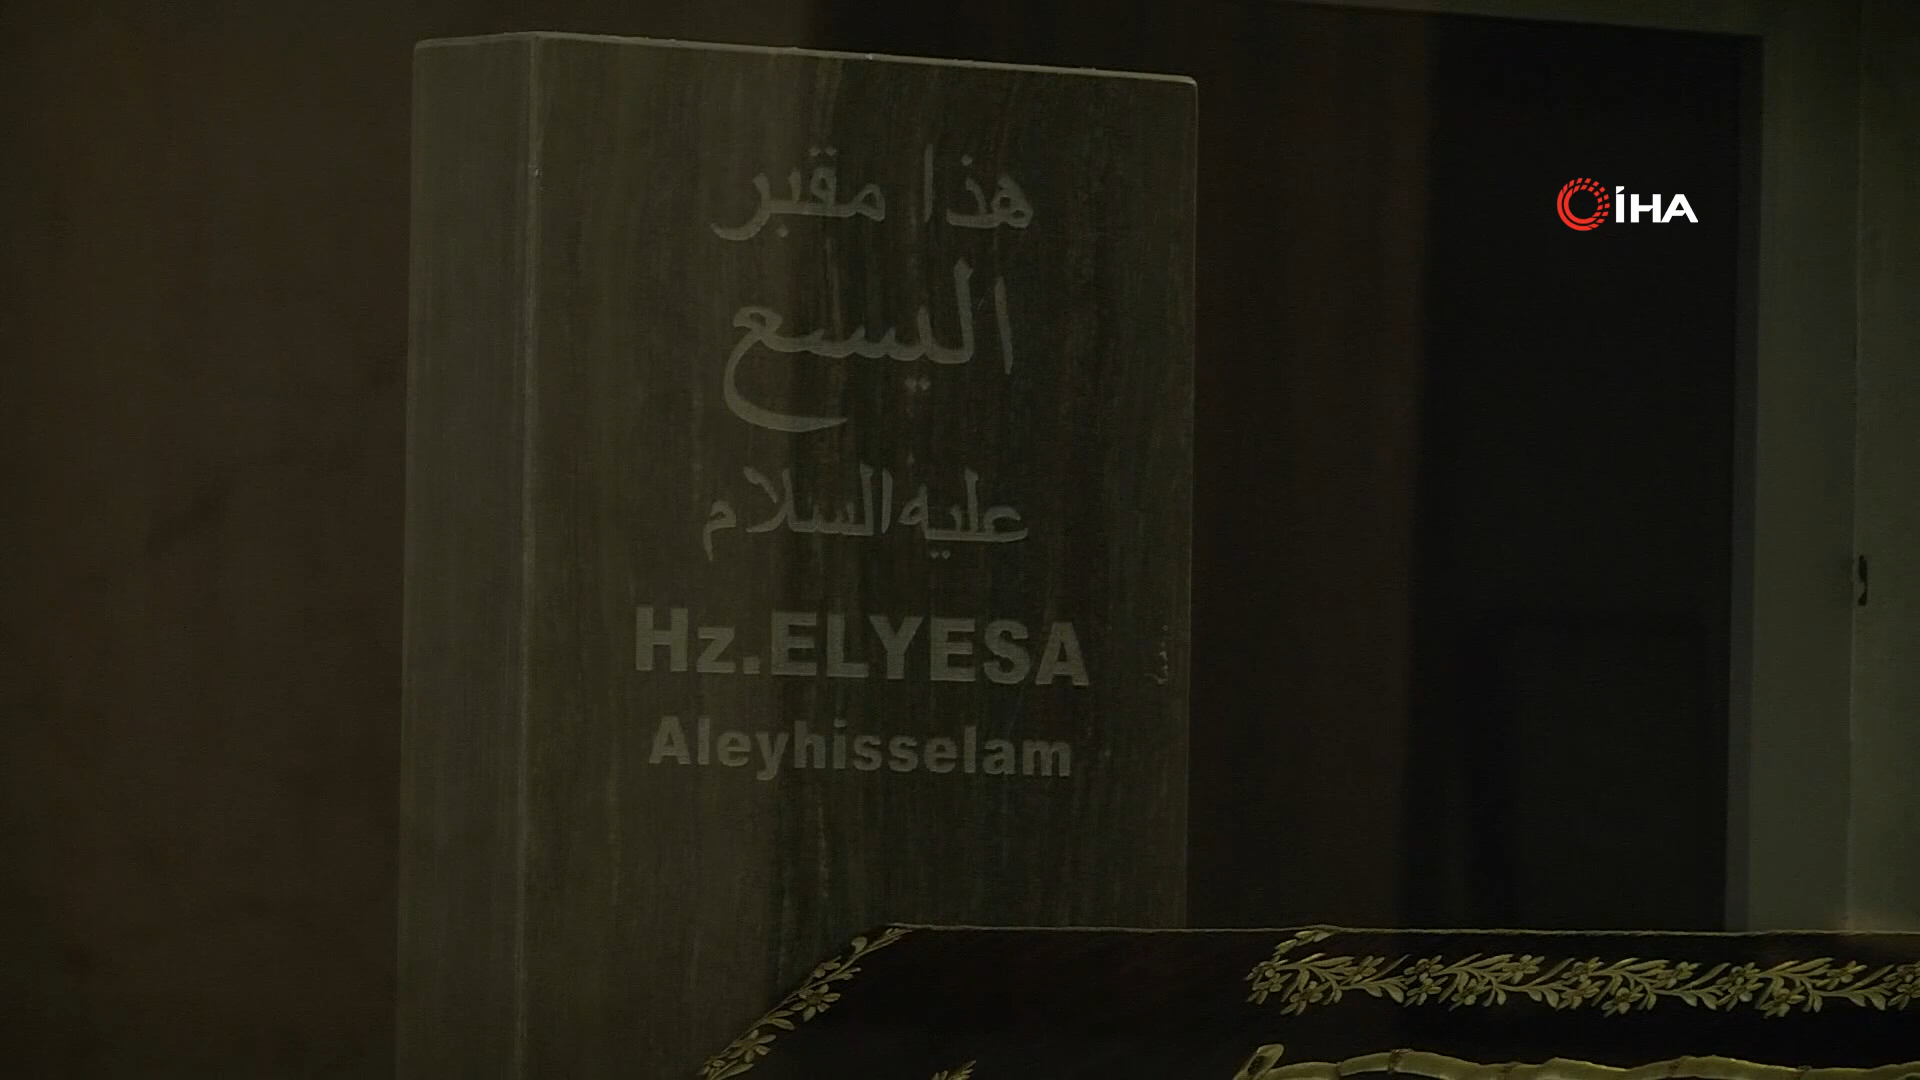 هذا مقبر
اليسع
عليه السلام
Hz.ELYESA
Aleyhisselam
İHA